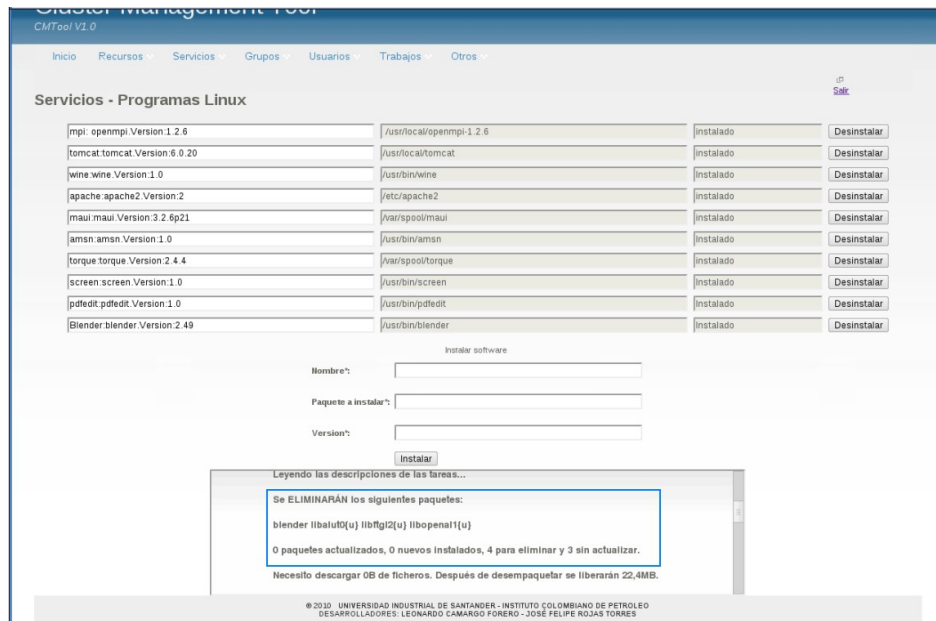 Cluster Management Tool
CMTool V1.0
Inicio Recursos Servicios Grupos Usuarios Trabajos Otros
Salir
Servicios - Programas Linux
mpi: openmpi.Version:1.2.6 /usr/local/openmpi-1.2.6 instalado Desinstalar
tomcat:tomcat.Version:6.0.20 /usr/local/tomcat instalado Desinstalar
wine:wine.Version:1.0 /usr/bin/wine Instalado Desinstalar
apache:apache2.Version:2 /etc/apache2 Instalado Desinstalar
maui:maui.Version:3.2.6p21 /var/spool/maui Instalado Desinstalar
amsn:amsn.Version:1.0 /usr/bin/amsn Instalado Desinstalar
torque:torque.Version:2.4.4 /var/spool/torque Instalado Desinstalar
screen:screen.Version:1.0 /usr/bin/screen Instalado Desinstalar
pdfedit:pdfedit.Version:1.0 /usr/bin/pdfedit Instalado Desinstalar
Blender:blender.Version:2.49 /usr/bin/blender Instalado Desinstalar
Instalar software
Nombre*:
Paquete a instalar*:
Version*:
Instalar
Leyendo las descripciones de las tareas...
Se ELIMINARÁN los siguientes paquetes:
blender libalut0{u} libftgl2{u} libopenal1{u}
0 paquetes actualizados, 0 nuevos instalados, 4 para eliminar y 3 sin actualizar.
Necesito descargar 0B de ficheros. Después de desempaquetar se liberarán 22,4MB.
© 2010 UNIVERSIDAD INDUSTRIAL DE SANTANDER - INSTITUTO COLOMBIANO DE PETROLEO
DESARROLLADORES: LEONARDO CAMARGO FORERO - JOSÉ FELIPE ROJAS TORRES